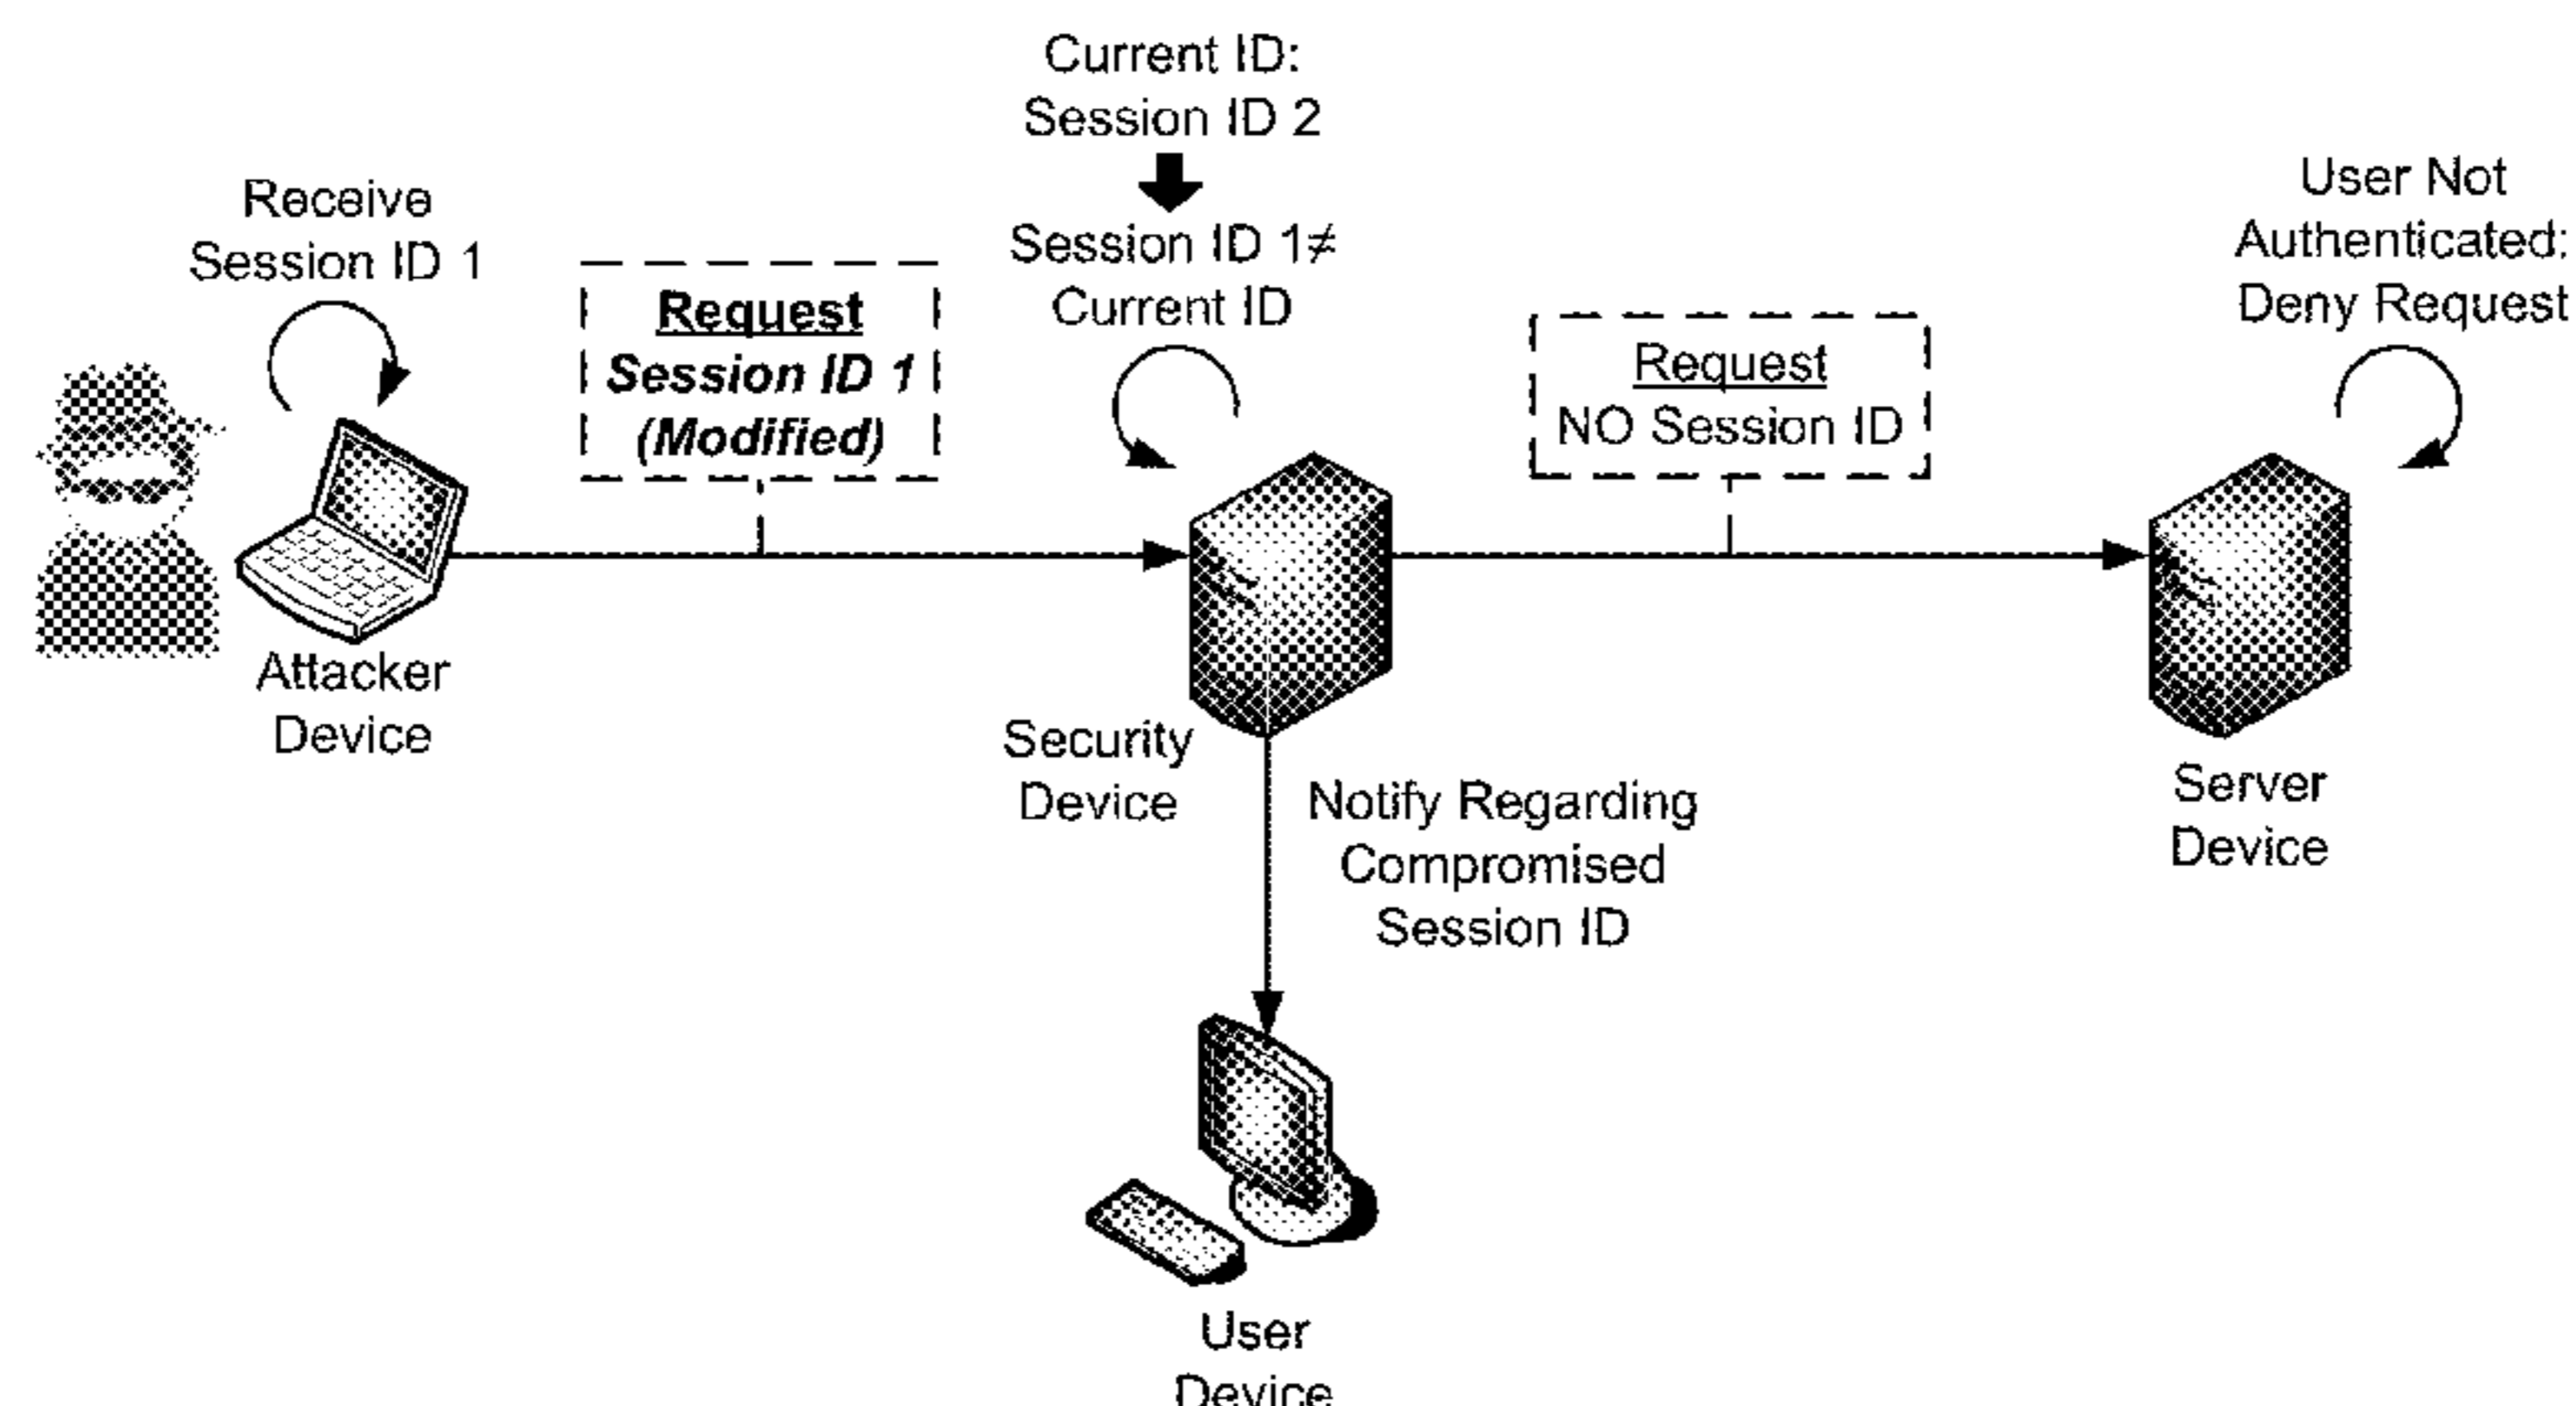 Current ID:
Session ID 2
Session ID 1≠
Current ID
Receive
Session ID 1
Request
Session ID 1
(Modified)
Request
NO Session ID
User Not
Authenticated:
Deny Request
Attacker
Device
Security
Device
Notify Regarding
Compromised
Session ID
Server
Device
User
Device